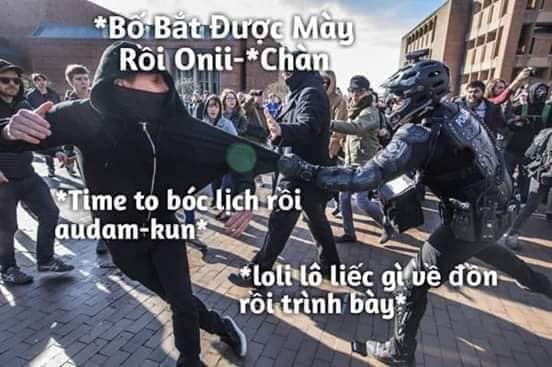 *Bố Bắt Được Mày
Rồi Onii-*Chàn
*Time to bóc lịch rồi
audam-kun*
*loli lô liếc gì về đồn
rồi trình bày*